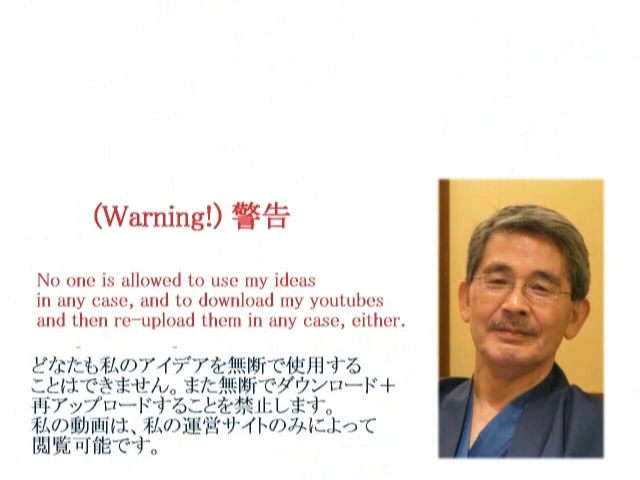 (Warning!) 警告
No one is allowed to use my ideas
in any case, and to download my youtubes
and then re-upload them in any case, either.
どなたも私のアイデアを無断で使用する
ことはできません。また無断でダウンロード＋
再アップロードすることを禁止します。
私の動画は、私の運営サイトのみによって
閲覧可能です。